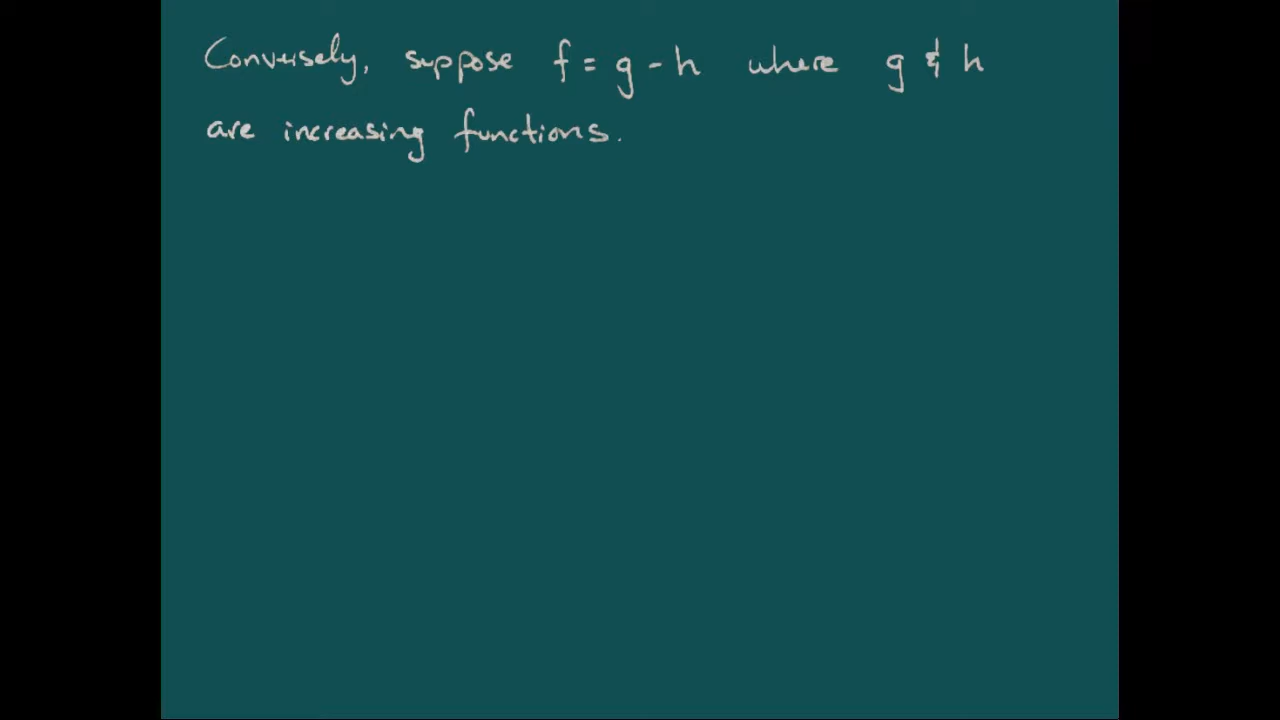 Conversely, suppose f = g - h where g & h
are increasing functions.